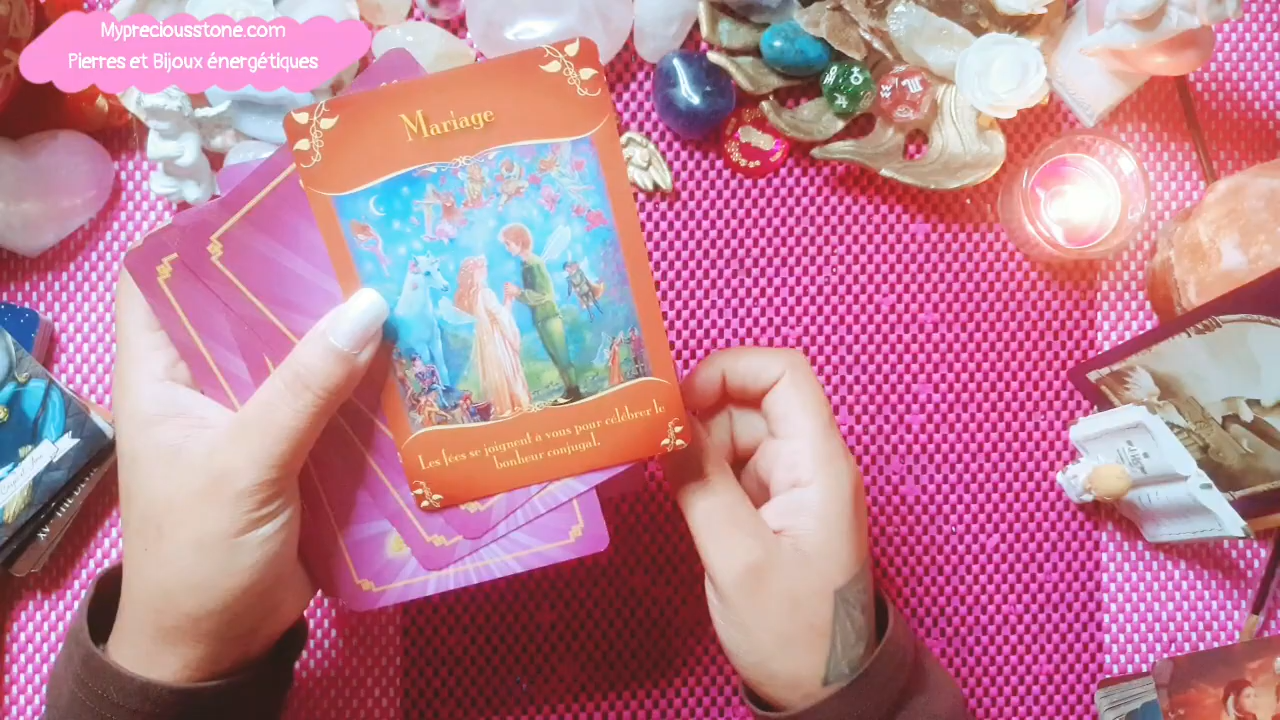 Mypreciousstone.com
Pierres et Bijoux énergétiques
Mariage
Les fées se joignent à vous pour célébrer le
bonheur conjugal.